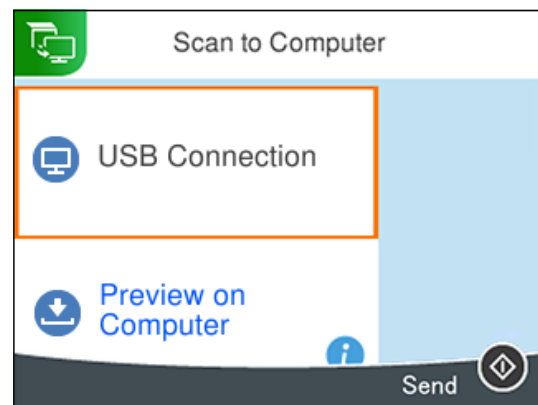 Scan to Computer
USB Connection
Preview on
Computer
i
Send